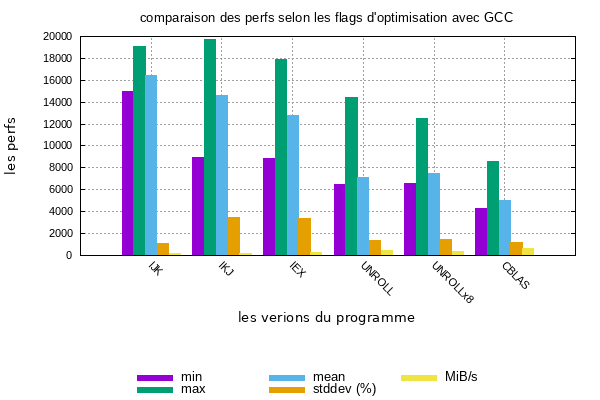 comparaison des perfs selon les flags d'optimisation avec GCC
les perfs
20000
18000
16000
14000
12000
10000
8000
6000
4000
2000
0
IJK
IKJ
IEX
UNROLL
UNROLLx8
CBLAS
les verions du programme
min
mean
MiB/s
max
stddev (%)